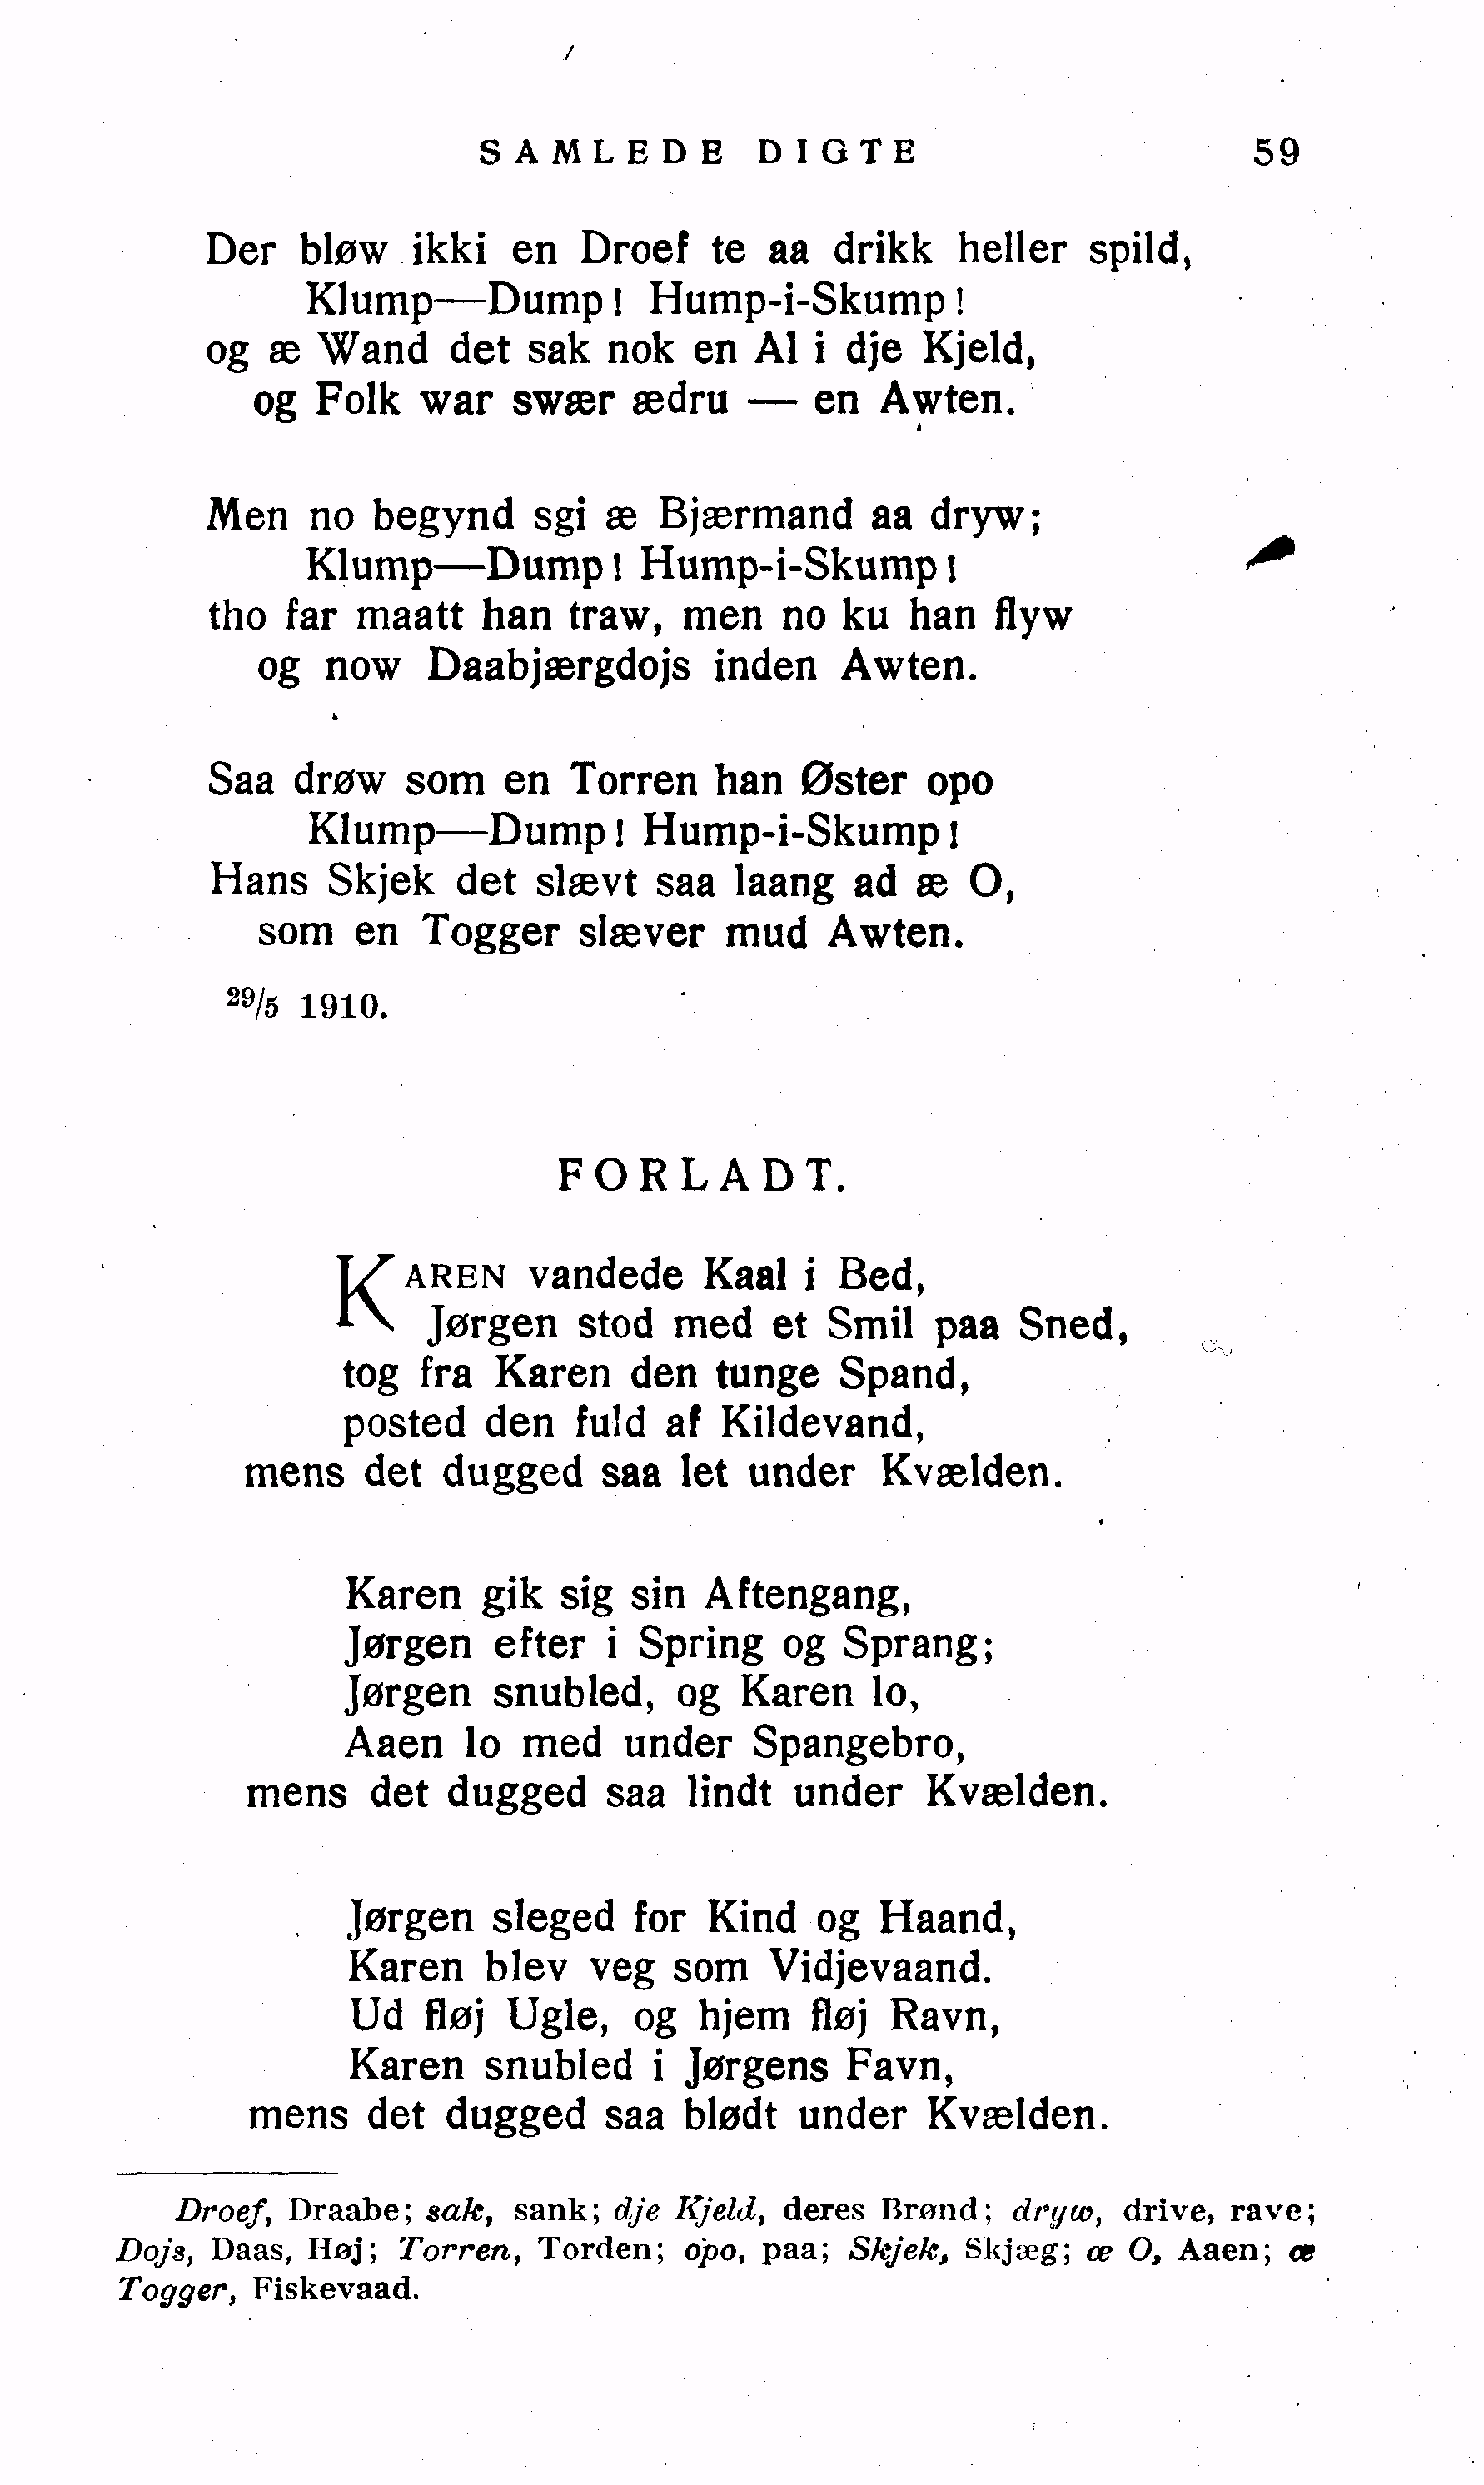 SAMLEDE DIGTE 59
Der bløw ikki en Droef te aa drikk heller spild,
Klump—Dump! Hump-i-Skump!
og æ Wand det sak nok en Al i dje Kjeld,
og Folk war swær ædru — en Awten.
Men no begynd sgi æ Bjærmand aa dryw;
Klump—Dump! Hump-i-Skump!
tho far maatt han traw, men no ku han flyw
og now Daabjærgdojs inden Awten.
Saa drøw som en Torren han Øster opo
Klump—Dump! Hump-i-Skump!
Hans Skjek det slævt saa laang ad æ O,
som en Togger slæver mud Awten.
29/5 1910.
FORLADT.
KAREN vandede Kaal i Bed,
Jørgen stod med et Smil paa Sned,
tog fra Karen den tunge Spand,
posted den fuld af Kildevand,
mens det dugged saa let under Kvælden.
Karen gik sig sin Aftengang,
Jørgen efter i Spring og Sprang;
Jørgen snubled, og Karen lo,
Aaen lo med under Spangebro,
mens det dugged saa lindt under Kvælden.
Jørgen sleged for Kind og Haand,
Karen blev veg som Vidjevaand.
Ud fløj Ugle, og hjem fløj Ravn,
Karen snubled i Jørgens Favn,
mens det dugged saa blødt under Kvælden.
Droef, Draabe; sak, sank; dje Kjeld, deres Brønd; dryw, drive, rave;
Dojs, Daas, Høj; Torren, Torden; opo, paa; Skjek, Skjæg; æ O, Aaen; æ
Togger, Fiskevaad.